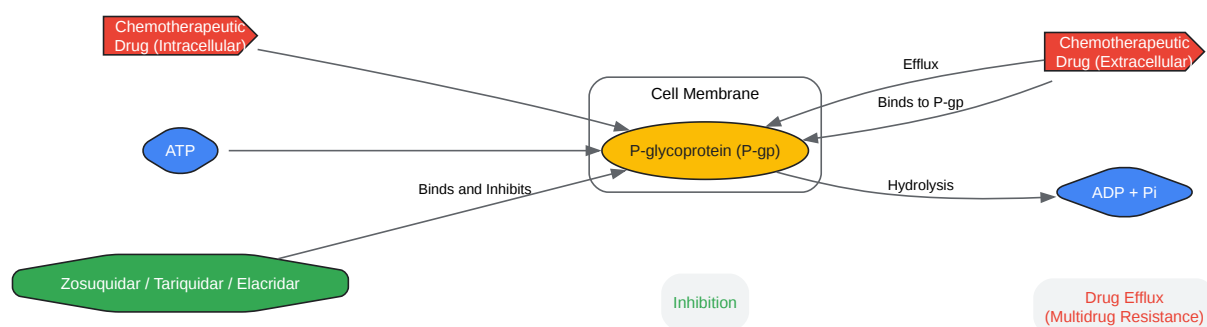 Chemotherapeutic
Drug (Intracellular)
Chemotherapeutic
Drug (Extracellular)
Efflux
Cell Membrane
Binds to P-gp
ATP
P-glycoprotein (P-gp)
Binds and Inhibits
Hydrolysis
ADP + Pi
Zosuquidar / Tariquidar / Elacridar
Inhibition
Drug Efflux
(Multidrug Resistance)